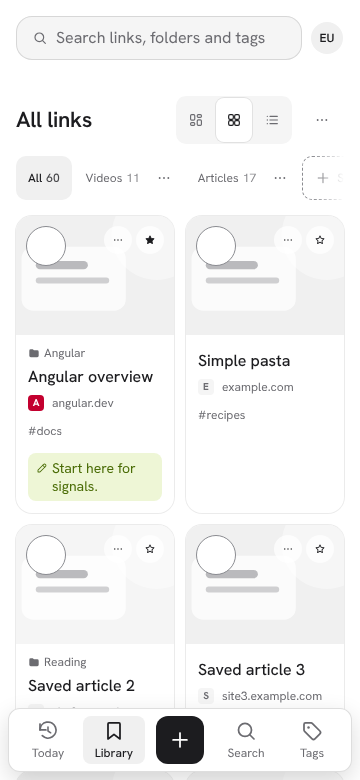 Search links, folders and tags
EU
All links
All 60
Videos 11
Articles 17
Angular
Angular overview
A angular.dev
#docs
Start here for
signals.
Simple pasta
E example.com
#recipes
Reading
Saved article 2
Saved article 3
S site3.example.com
Today
Library
Search
Tags